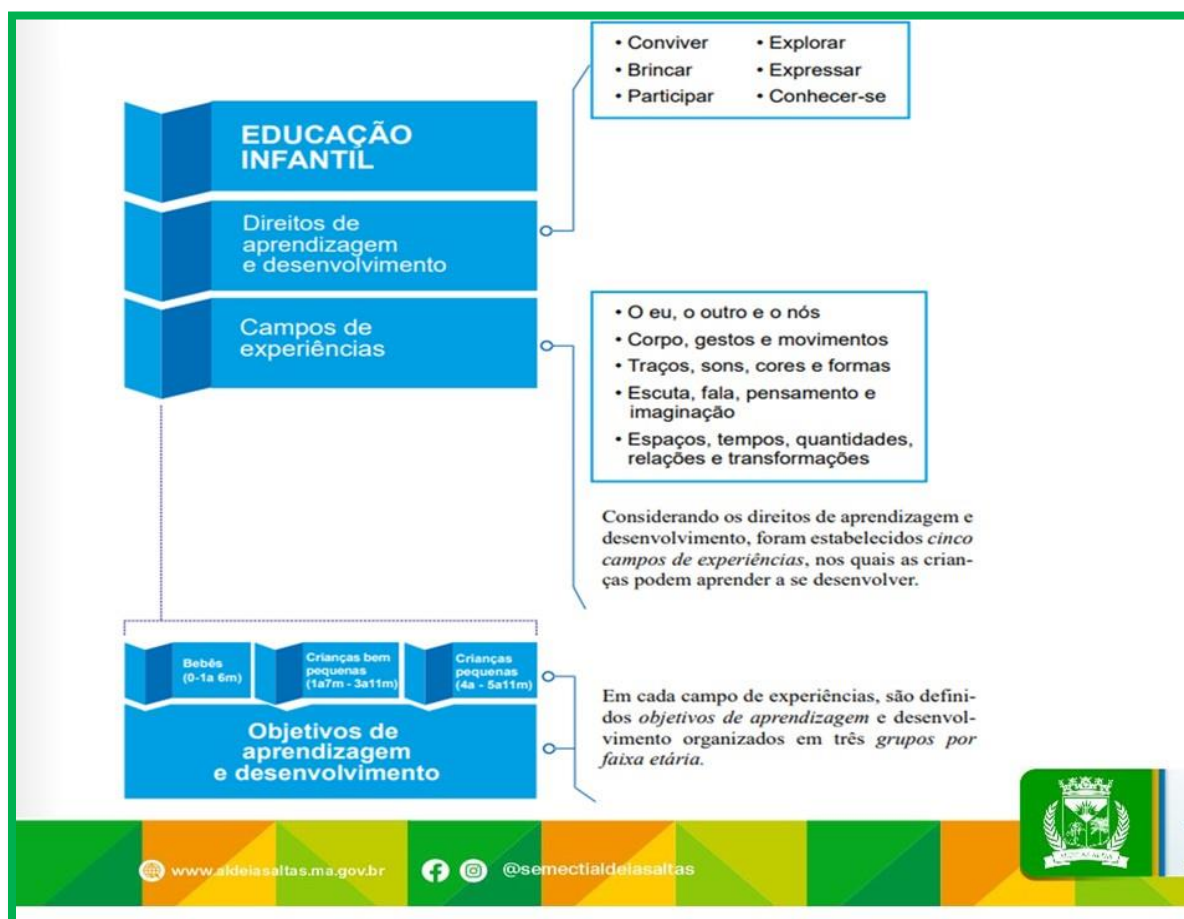 • Conviver • Explorar
• Brincar • Expressar
• Participar • Conhecer-se
EDUCAÇÃO
INFANTIL
Direitos de
aprendizagem
e desenvolvimento
Campos de
experiências
• O eu, o outro e o nós
• Corpo, gestos e movimentos
• Traços, sons, cores e formas
• Escuta, fala, pensamento e
imaginação
• Espaços, tempos, quantidades,
relações e transformações
Considerando os direitos de aprendizagem e
desenvolvimento, foram estabelecidos cinco
campos de experiências, nos quais as crian-
ças podem aprender a se desenvolver.
Bebês
(0-1a 6m)
Crianças bem
pequenas
(1a7m - 3a11m)
Crianças
pequenas
(4a - 5a11m)
Objetivos de
aprendizagem
e desenvolvimento
Em cada campo de experiências, são defini-
dos objetivos de aprendizagem e desenvol-
vimento organizados em três grupos por
faixa etária.
www.aldeiasaltas.ma.gov.br
@semectialdeiasaltas